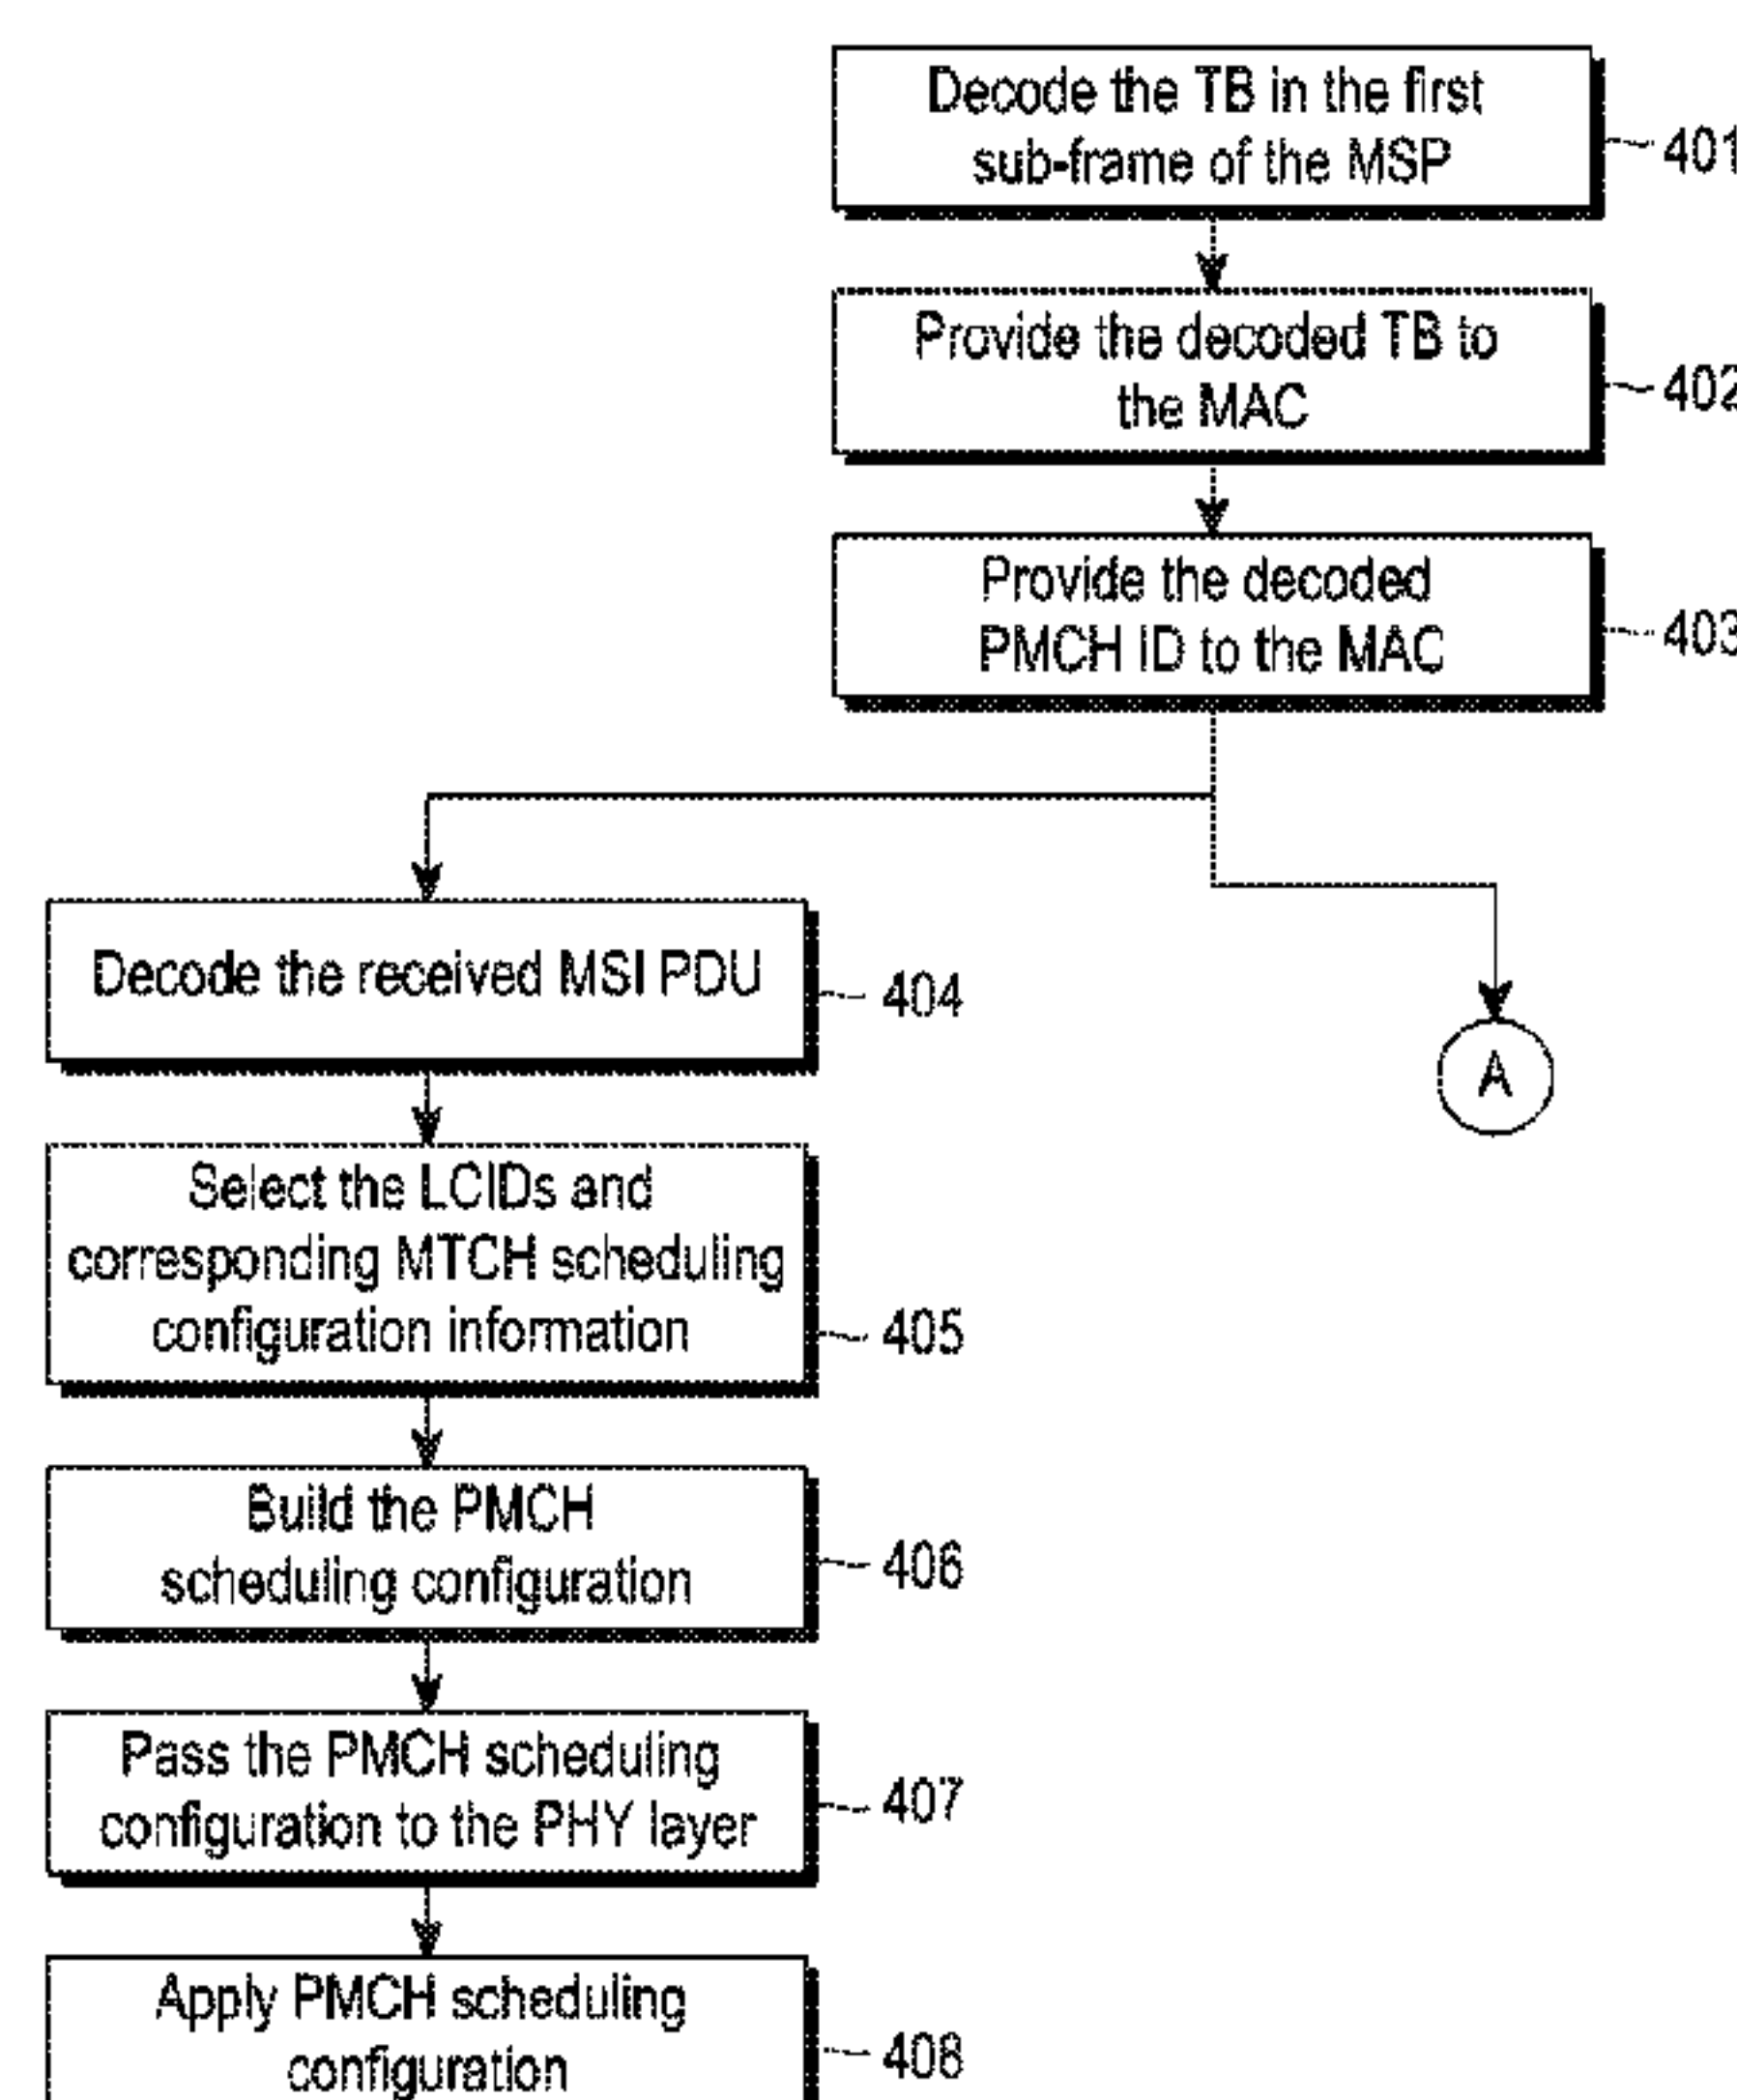 Decode the TB in the first
sub-frame of the MSP
401
Provide the decoded TB to
the MAC
402
Provide the decoded
PMCH ID to the MAC
403
Decode the received MSI PDU
404
A
Select the LCIDs and
corresponding MTCH scheduling
configuration information
405
Build the PMCH
scheduling configuration
406
Pass the PMCH scheduling
configuration to the PHY layer
407
Apply PMCH scheduling
configuration
408